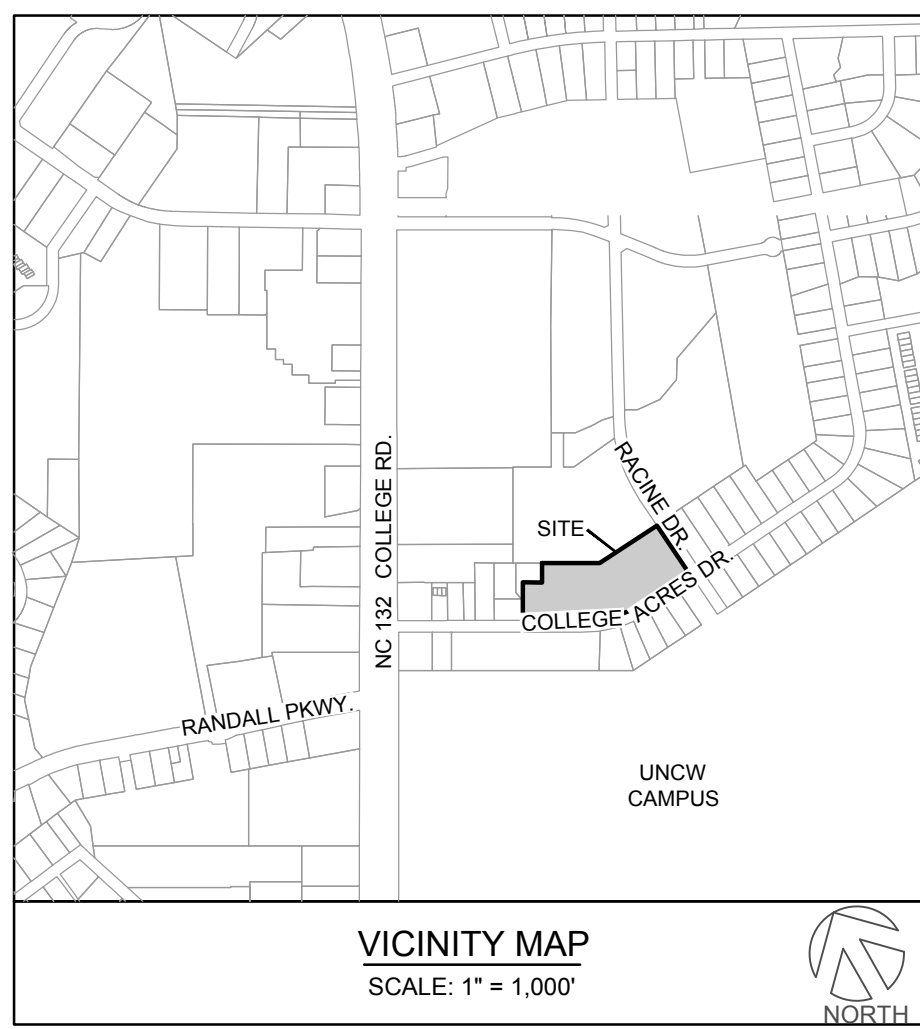 RACINE DR.
SITE
NC 132 COLLEGE RD.
COLLEGE ACRES DR.
RANDALL PKWY.
UNCW
CAMPUS
VICINITY MAP
SCALE: 1" = 1,000'
NORTH